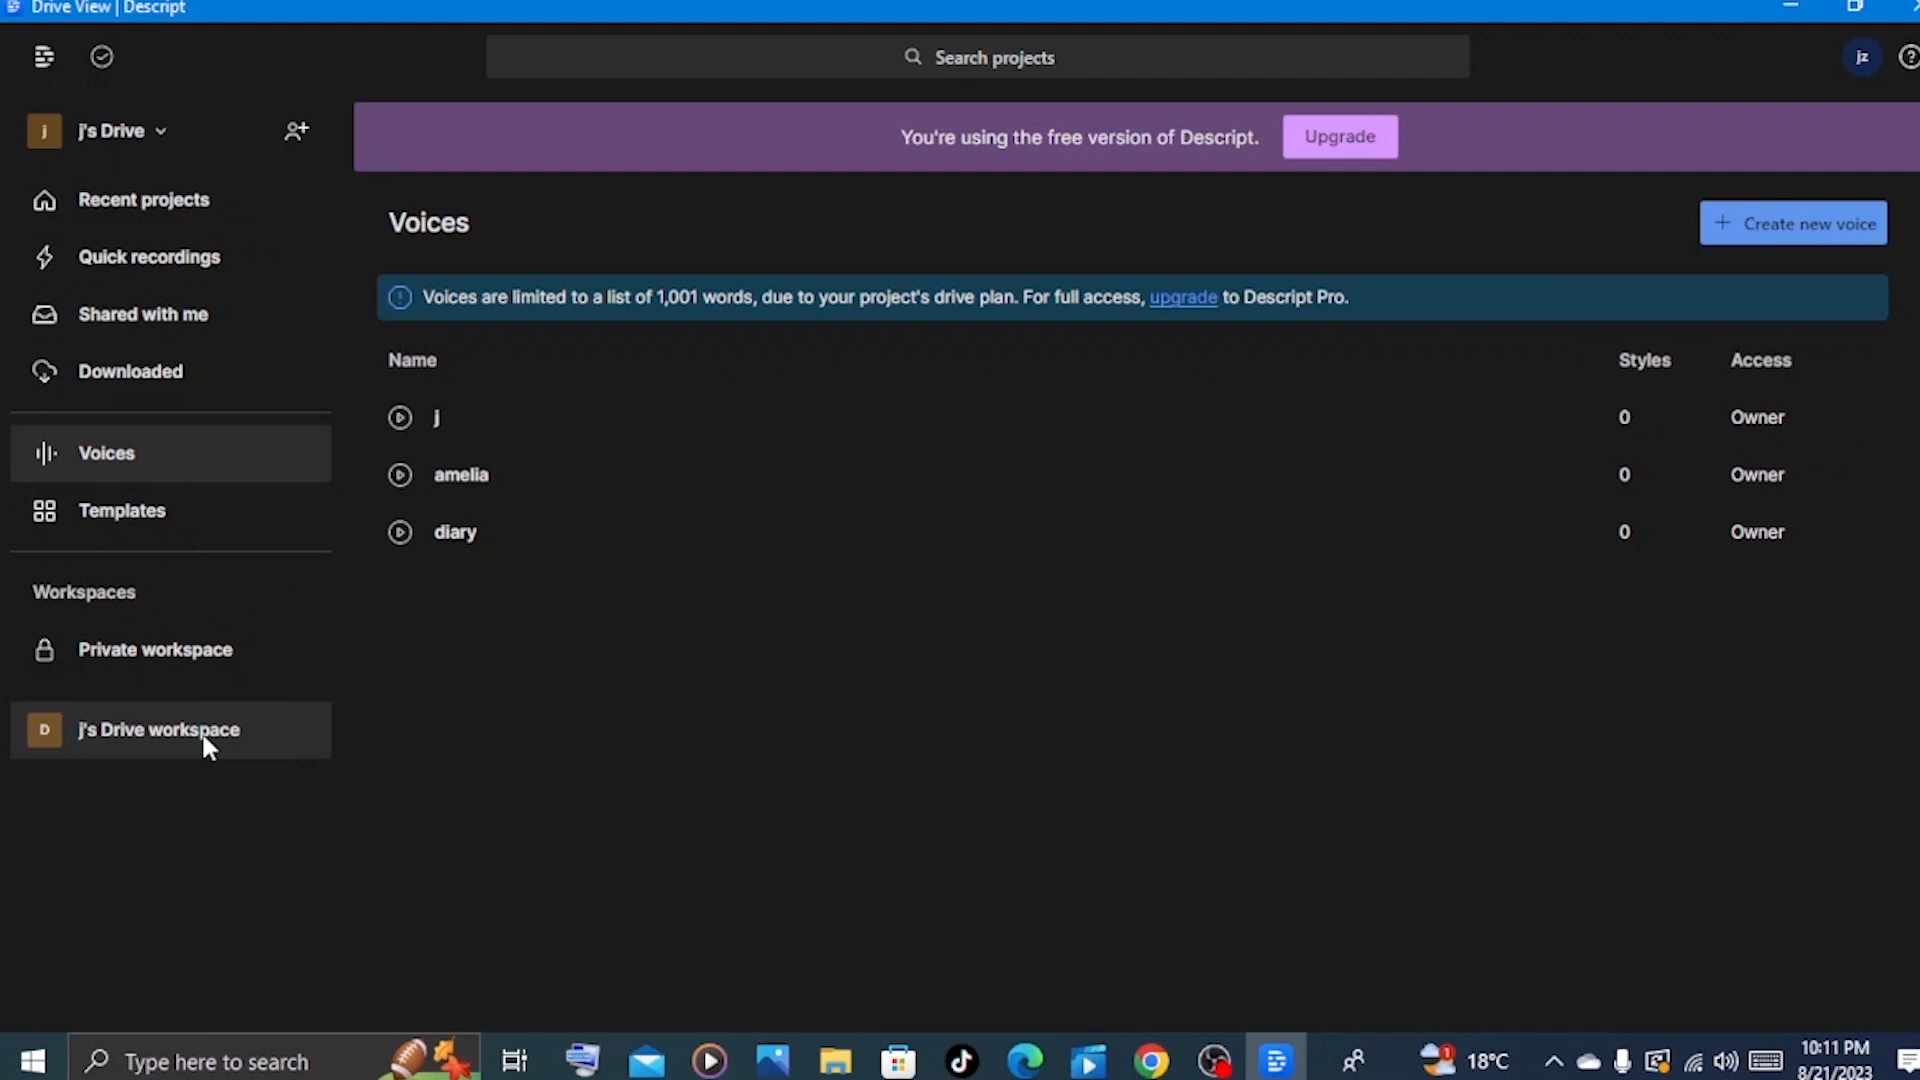 Drive View | Descript
Search projects
jz
j
j's Drive
You're using the free version of Descript.
Upgrade
Recent projects
Quick recordings
Shared with me
Downloaded
Voices
Templates
Workspaces
Private workspace
D
j's Drive workspace
Voices
+ Create new voice
Voices are limited to a list of 1,001 words, due to your project's drive plan. For full access, upgrade to Descript Pro.
Name Styles Access
j 0 Owner
amelia 0 Owner
diary 0 Owner
Type here to search
1
18°C
10:11 PM
8/21/2023